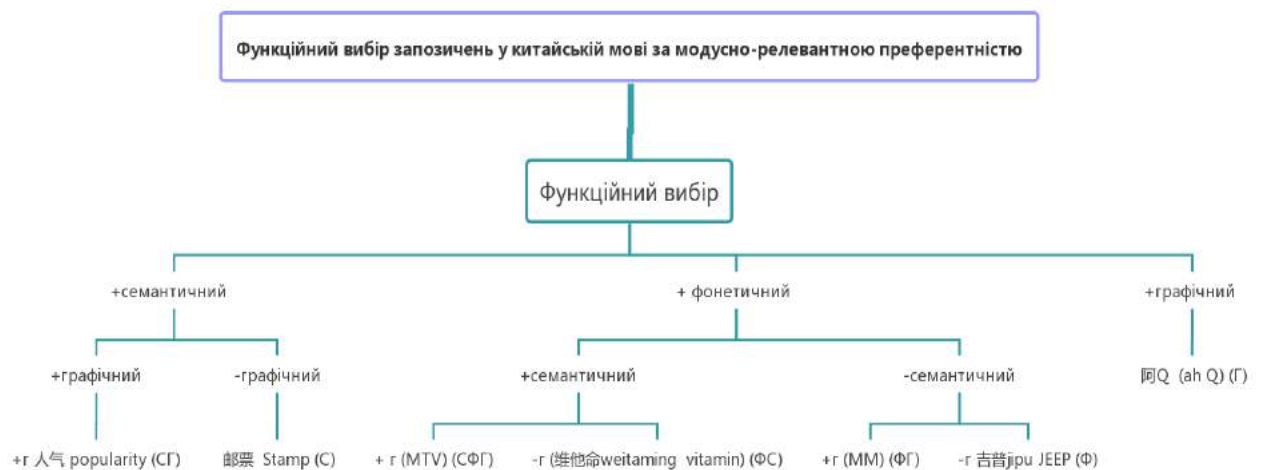 Функційний вибір запозичень у китайській мові за модусно-релевантною преферентністю
Функційний вибір
+семантичний + фонетичний +графічний
+графічний -графічний +семантичний -семантичний 阿Q (ah Q) (Г)
+г 人气 popularity (СГ) 邮票 Stamp (С) + г (MTV) (СФГ) -г (维他命weitaming vitamin) (ФС) +г (MM) (ФГ) -г 吉普jipu JEEP (Ф)